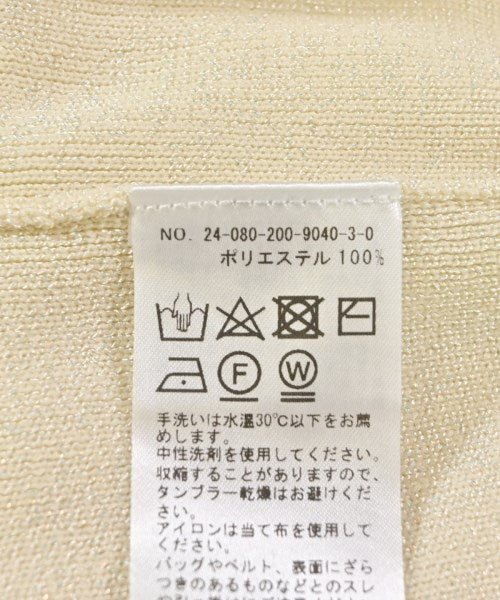 NO. 24-080-200-9040-3-0
ポリエステル 100%
F
W
手洗いは水温30℃以下をお薦
めします。
中性洗剤を使用してください。
収縮することがありますので、
タンブラー乾燥はお避けくだ
さい。
アイロンは当て布を使用して
ください。
バッグやベルト、表面にざら
つきのあるものなどとのスレ